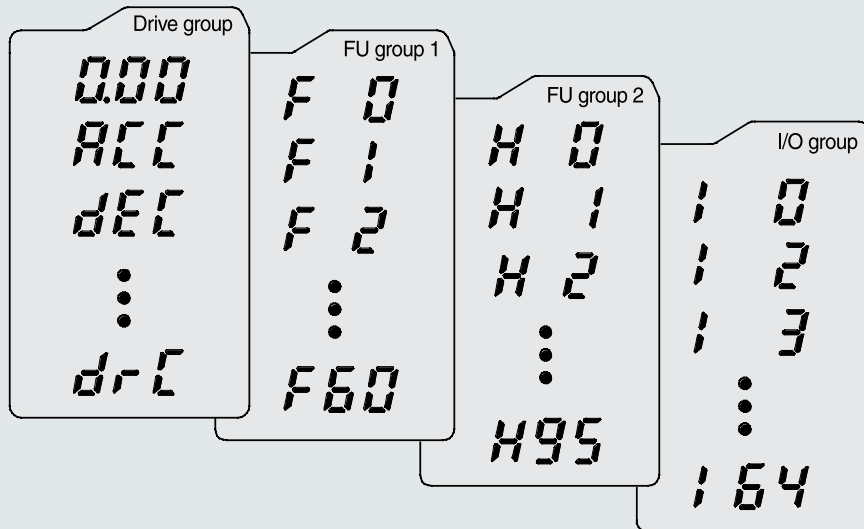 Drive group
0.00
ACC
dEC
drC
FU group 1
F 0
F 1
F 2
F60
FU group 2
H 0
H 1
H 2
H95
I/O group
I 0
I 2
I 3
I 64